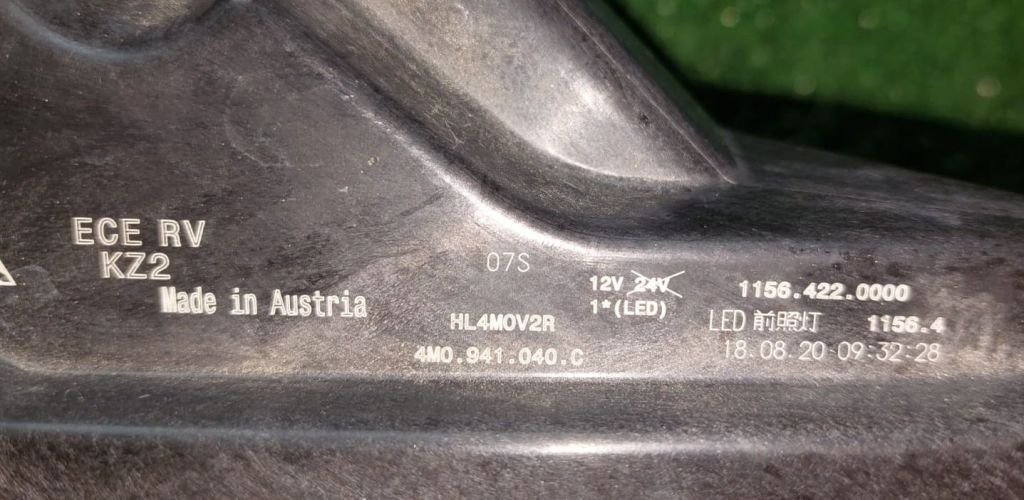 ECE RV
KZ2
Made in Austria
07S
HL4M0V2R
4M0.941.040.C
12V 24V
1*(LED)
1156.422.0000
LED 前照灯 1156.4
18.08.20 09:32:28